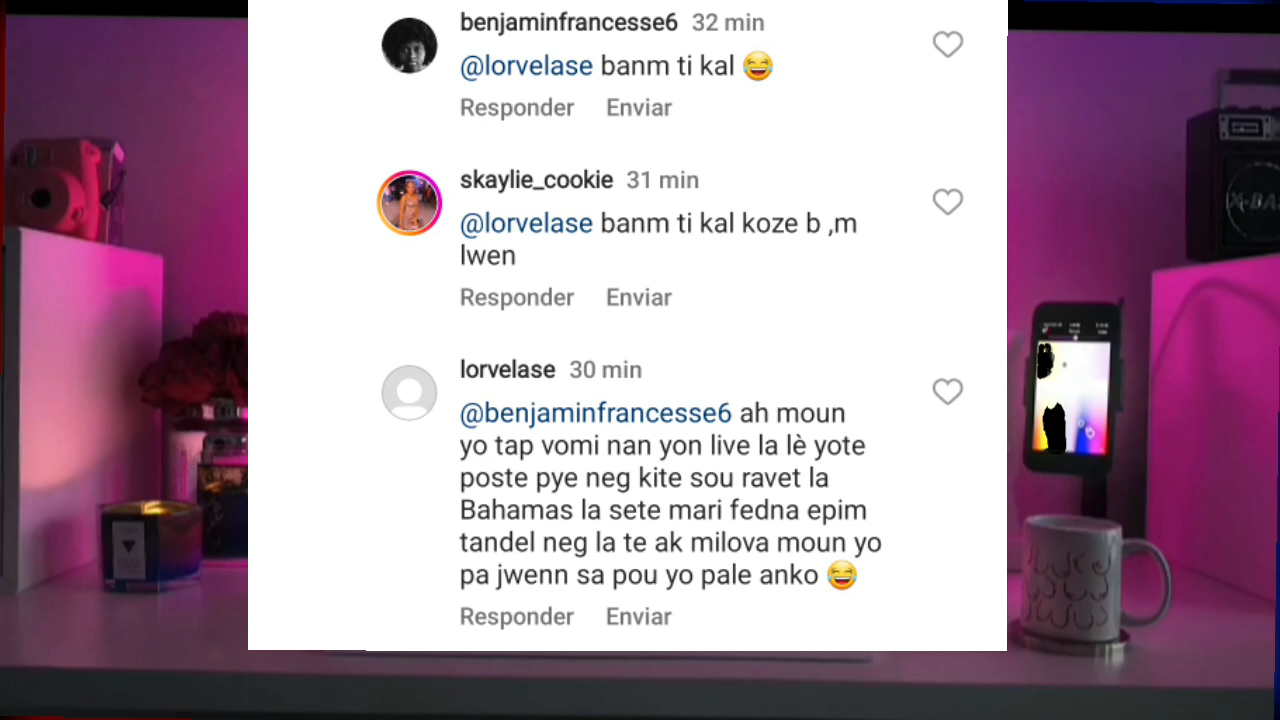 benjaminfrancesse6 32 min
@lorvelase banm ti kal 😂
Responder Enviar
skaylie_cookie 31 min
@lorvelase banm ti kal koze b ,m
lwen
Responder Enviar
lorvelase 30 min
@benjaminfrancesse6 ah moun
yo tap vomi nan yon live la lè yote
poste pye neg kite sou ravet la
Bahamas la sete mari fedna epim
tandel neg la te ak milova moun yo
pa jwenn sa pou yo pale anko 😂
Responder Enviar